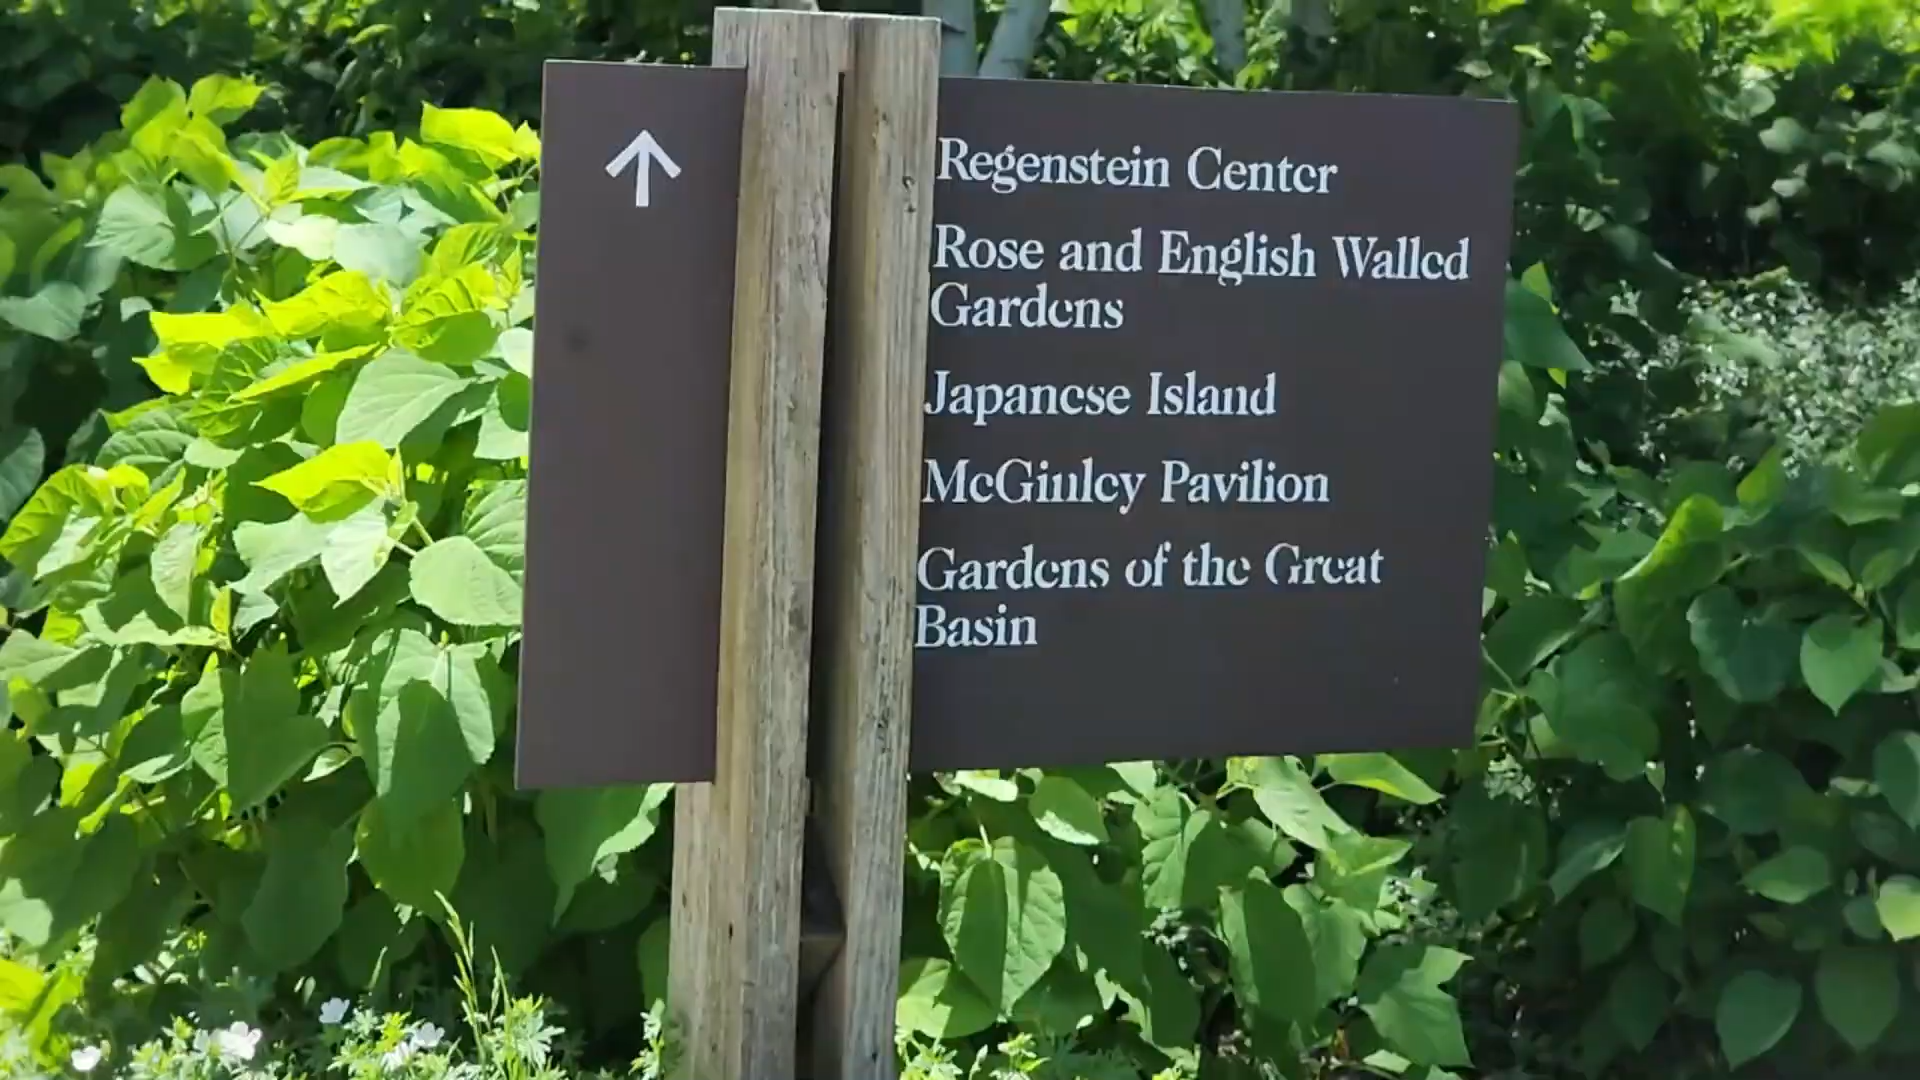 Regenstein Center
Rose and English Walled
Gardens
Japanese Island
McGinley Pavilion
Gardens of the Great
Basin